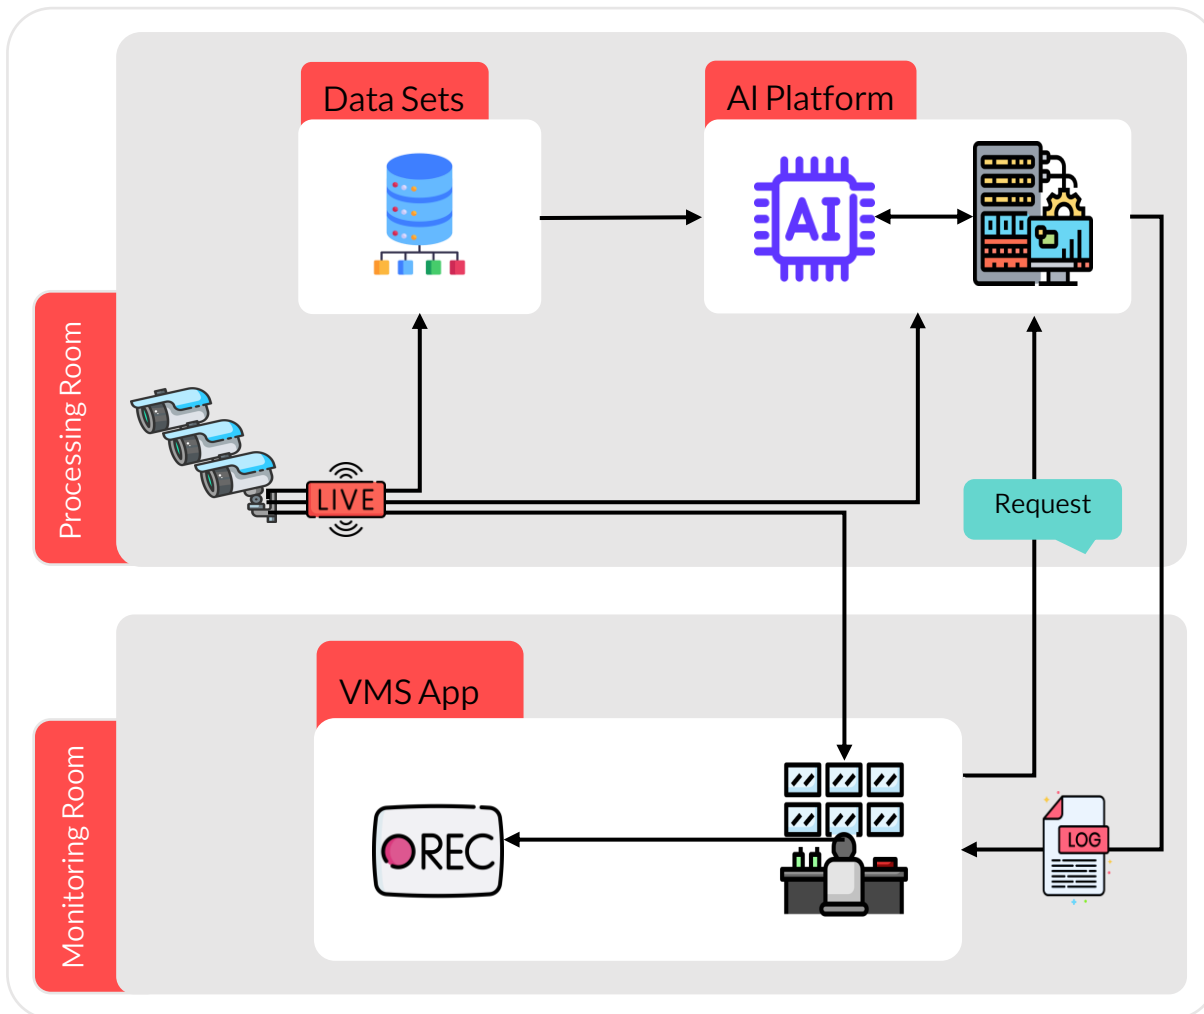 Data Sets
AI Platform
AI
Processing Room
LIVE
Request
VMS App
Monitoring Room
REC
LOG